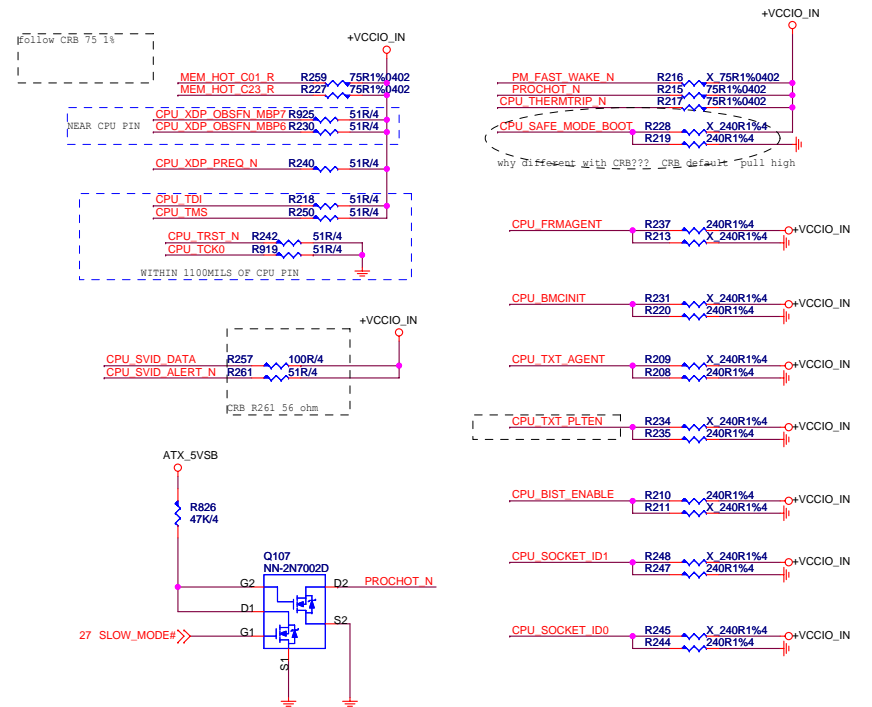 follow CRB 75 1%
+VCCIO_IN
MEM_HOT_C01_R R259 75R1%0402
MEM_HOT_C23_R R227 75R1%0402
CPU_XDP_OBSFN_MBP7 R925 51R/4
NEAR CPU PIN
CPU_XDP_OBSFN_MBP6 R230 51R/4
CPU_XDP_PREQ_N R240 51R/4
CPU_TDI R218 51R/4
CPU_TMS R250 51R/4
CPU_TRST_N R242 51R/4
CPU_TCK0 R919 51R/4
WITHIN 1100MILS OF CPU PIN
+VCCIO_IN
CPU_SVID_DATA R257 100R/4
CPU_SVID_ALERT_N R261 51R/4
CRB R261 56 ohm
ATX_5VSB
R826
47K/4
Q107
NN-2N7002D
G2 D2 PROCHOT_N
D1 S2
27 SLOW_MODE# G1
S1
+VCCIO_IN
PM_FAST_WAKE_N R216 X_75R1%0402
PROCHOT_N R215 75R1%0402
CPU_THERMTRIP_N R217 75R1%0402
CPU_SAFE_MODE_BOOT R228 X_240R1%4
R219 240R1%4
why different with CRB??? CRB default pull high
CPU_FRMAGENT R237 240R1%4 +VCCIO_IN
R213 X_240R1%4
CPU_BMCINIT R231 X_240R1%4 +VCCIO_IN
R220 240R1%4
CPU_TXT_AGENT R209 X_240R1%4 +VCCIO_IN
R208 240R1%4
CPU_TXT_PLTEN R234 X_240R1%4 +VCCIO_IN
R235 240R1%4
CPU_BIST_ENABLE R210 240R1%4 +VCCIO_IN
R211 X_240R1%4
CPU_SOCKET_ID1 R248 X_240R1%4 +VCCIO_IN
R247 240R1%4
CPU_SOCKET_ID0 R245 X_240R1%4 +VCCIO_IN
R244 240R1%4